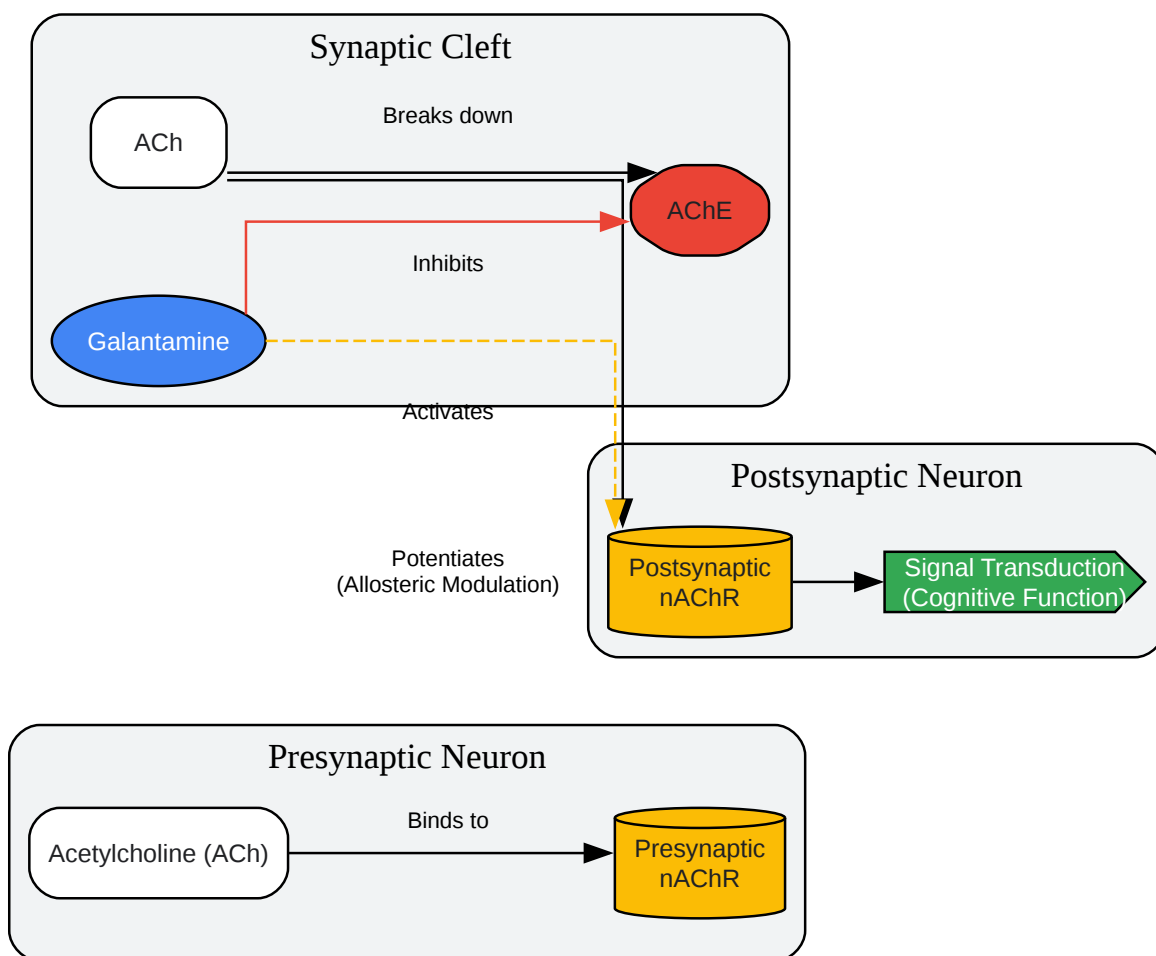 Synaptic Cleft
Breaks down
ACh
AChE
Inhibits
Galantamine
Activates
Postsynaptic Neuron
Potentiates
(Allosteric Modulation)
Postsynaptic
nAChR
Signal Transduction
(Cognitive Function)
Presynaptic Neuron
Binds to
Acetylcholine (ACh)
Presynaptic
nAChR